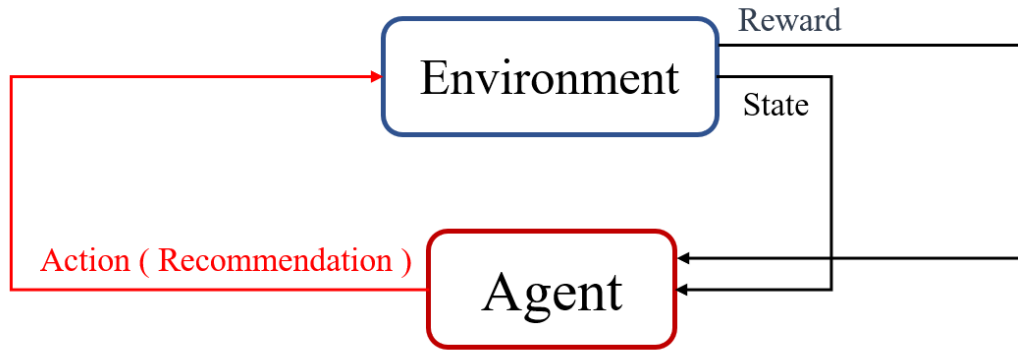 Reward
Environment
State
Action ( Recommendation )
Agent